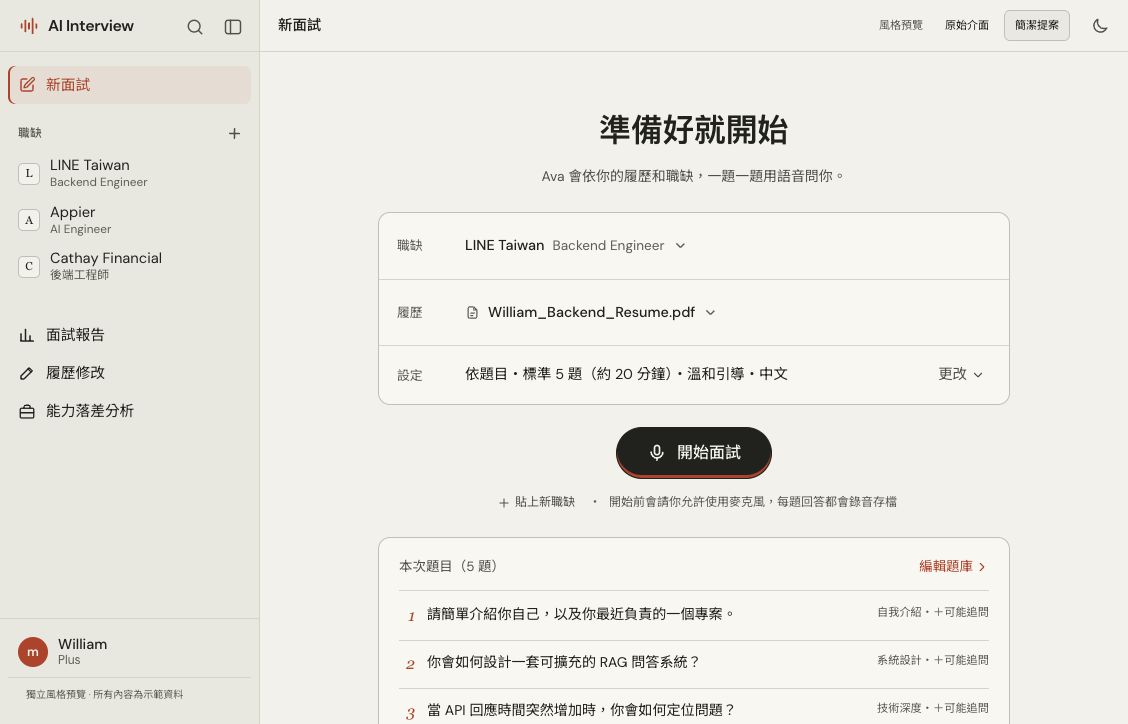 AI Interview
新面試
職缺
L
LINE Taiwan
Backend Engineer
A
Appier
AI Engineer
C
Cathay Financial
後端工程師
面試報告
履歷修改
能力落差分析
m
William
Plus
獨立風格預覽 · 所有內容為示範資料
新面試
風格預覽 原始介面 簡潔提案
準備好就開始
Ava 會依你的履歷和職缺，一題一題用語音問你。
職缺 LINE Taiwan Backend Engineer
履歷 William_Backend_Resume.pdf
設定 依題目・標準 5 題（約 20 分鐘）・溫和引導・中文 更改
開始面試
＋ 貼上新職缺 ・ 開始前會請你允許使用麥克風，每題回答都會錄音存檔
本次題目（5 題） 編輯題庫
1 請簡單介紹你自己，以及你最近負責的一個專案。 自我介紹・＋可能追問
2 你會如何設計一套可擴充的 RAG 問答系統？ 系統設計・＋可能追問
3 當 API 回應時間突然增加時，你會如何定位問題？ 技術深度・＋可能追問